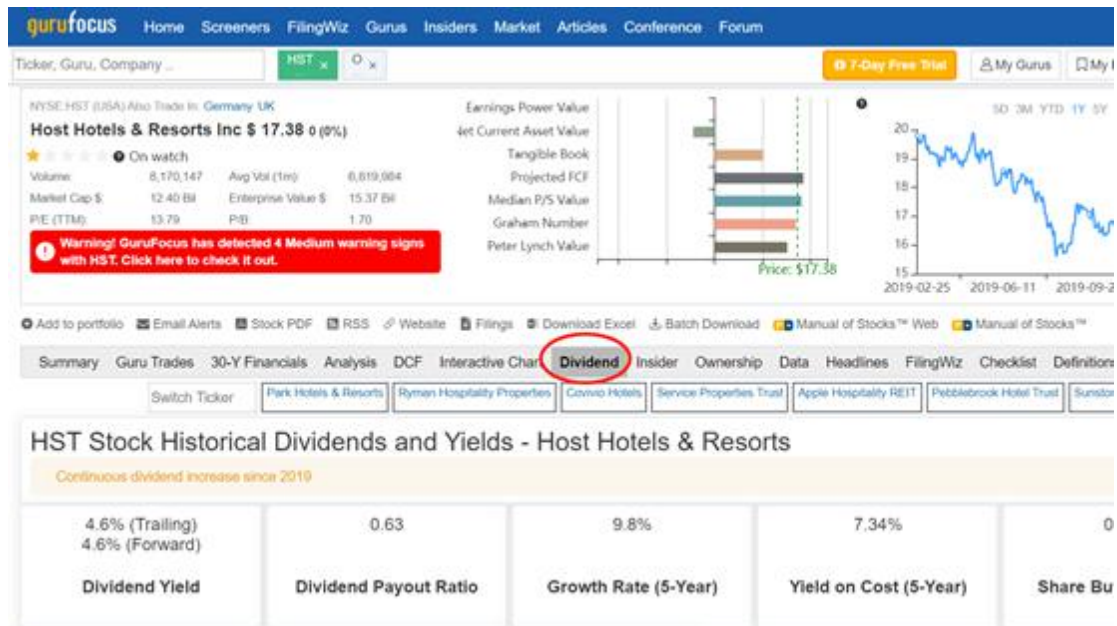 gurufocus Home Screeners FilingWiz Gurus Insiders Market Articles Conference Forum
Ticker, Guru, Company .. HST x O x 7-Day Free Trial My Gurus My
NYSE:HST (USA) Also Trade In: Germany UK
Host Hotels & Resorts Inc $ 17.38 0 (0%)
On watch
Volume: 8,170,147 Avg Vol (1m): 6,819,984
Market Cap $: 12.40 Bil Enterprise Value $: 15.37 Bil
P/E (TTM): 13.79 P/B: 1.70
Warning! GuruFocus has detected 4 Medium warning signs
with HST. Click here to check it out.
Earnings Power Value
Net Current Asset Value
Tangible Book
Projected FCF
Median P/S Value
Graham Number
Peter Lynch Value
Price: $17.38
5D 3M YTD 1Y 5Y
20
19
18
17
16
15
2019-02-25 2019-06-11 2019-09-2
Add to portfolio Email Alerts Stock PDF RSS Website Filings Download Excel Batch Download Manual of Stocks™ Web Manual of Stocks™
Summary Guru Trades 30-Y Financials Analysis DCF Interactive Char Dividend Insider Ownership Data Headlines FilingWiz Checklist Definitions
Switch Ticker Park Hotels & Resorts Ryman Hospitality Properties Covivio Hotels Service Properties Trust Apple Hospitality REIT Pebblebrook Hotel Trust Sunsto
HST Stock Historical Dividends and Yields - Host Hotels & Resorts
Continuous dividend increase since 2019
4.6% (Trailing) 0.63 9.8% 7.34% 0
4.6% (Forward)
Dividend Yield Dividend Payout Ratio Growth Rate (5-Year) Yield on Cost (5-Year) Share Bu